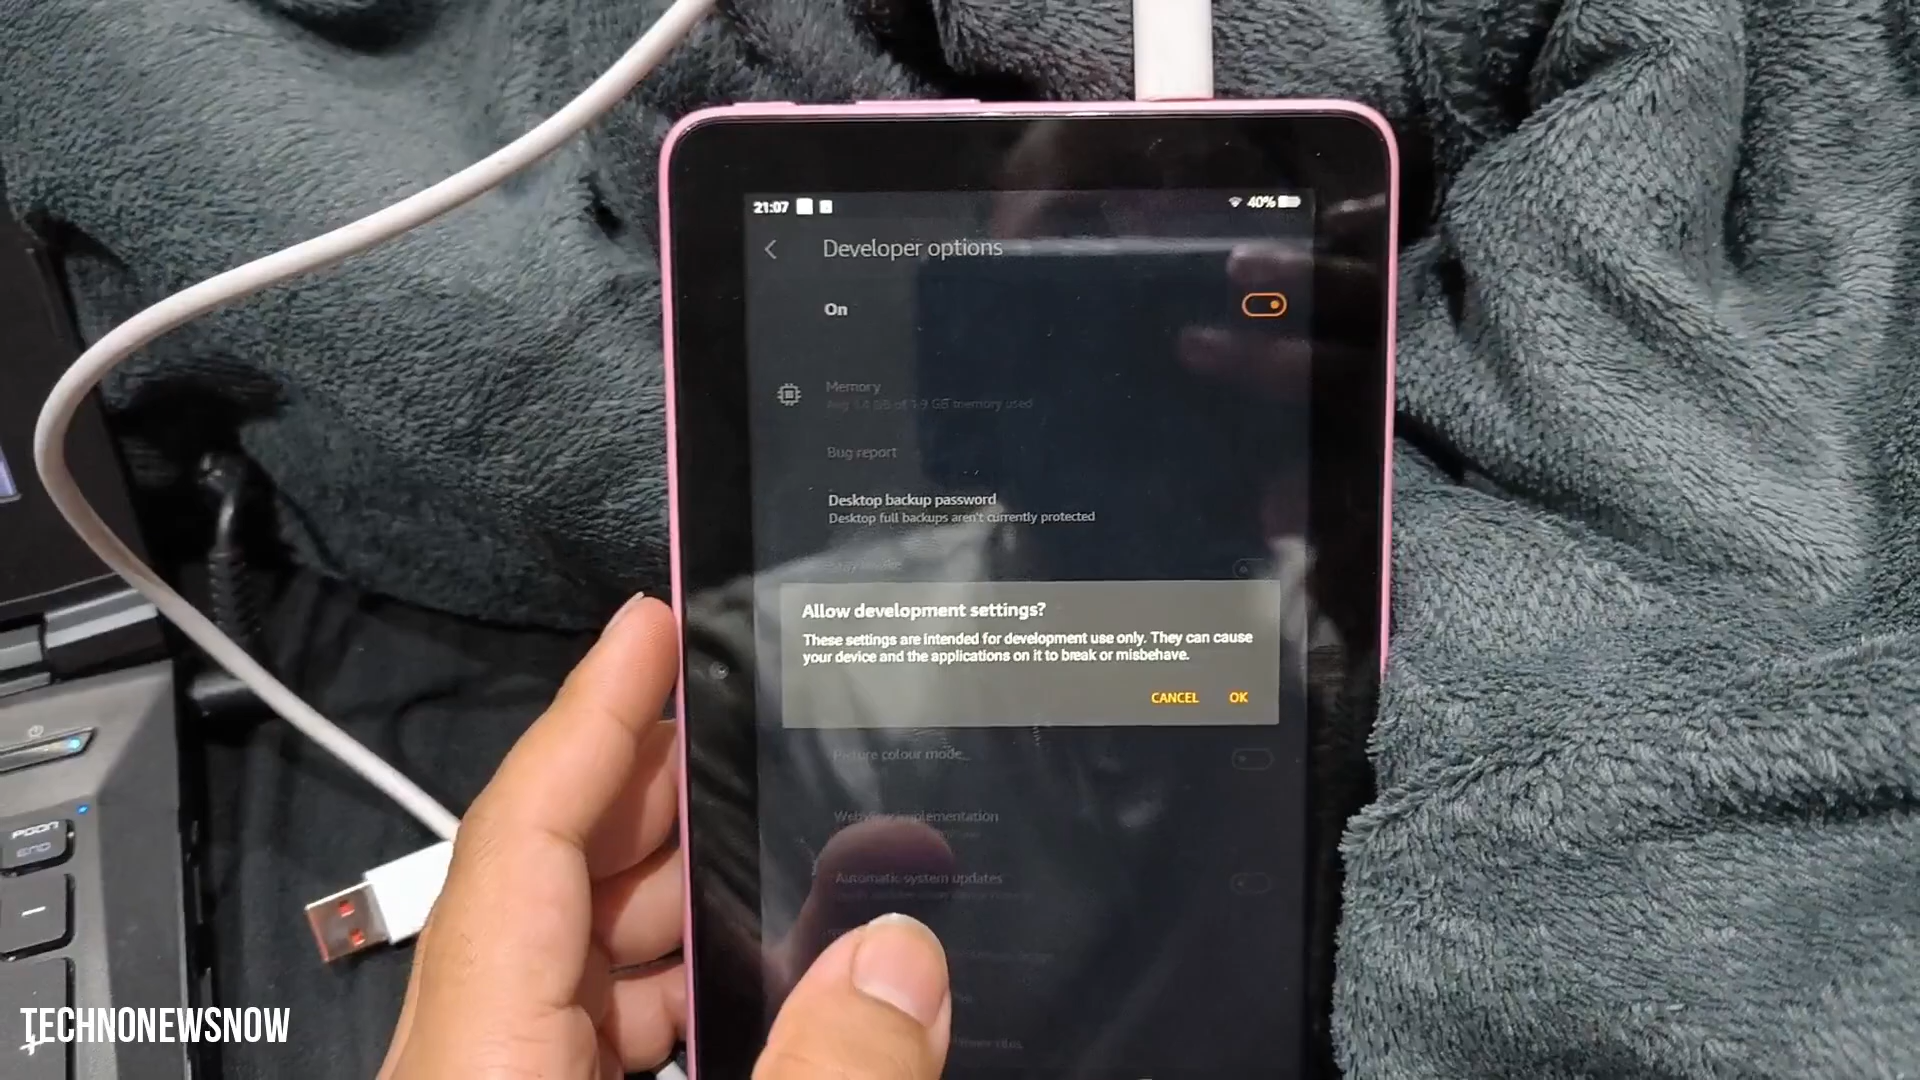 21:07
40%
Developer options
On
Memory
Avg 1.4 GB of 1.9 GB memory used
Bug report
Desktop backup password
Desktop full backups aren't currently protected
Allow development settings?
These settings are intended for development use only. They can cause
your device and the applications on it to break or misbehave.
CANCEL OK
Picture colour mode
WebView implementation
Automatic system updates
END
TECHNONEWSNOW